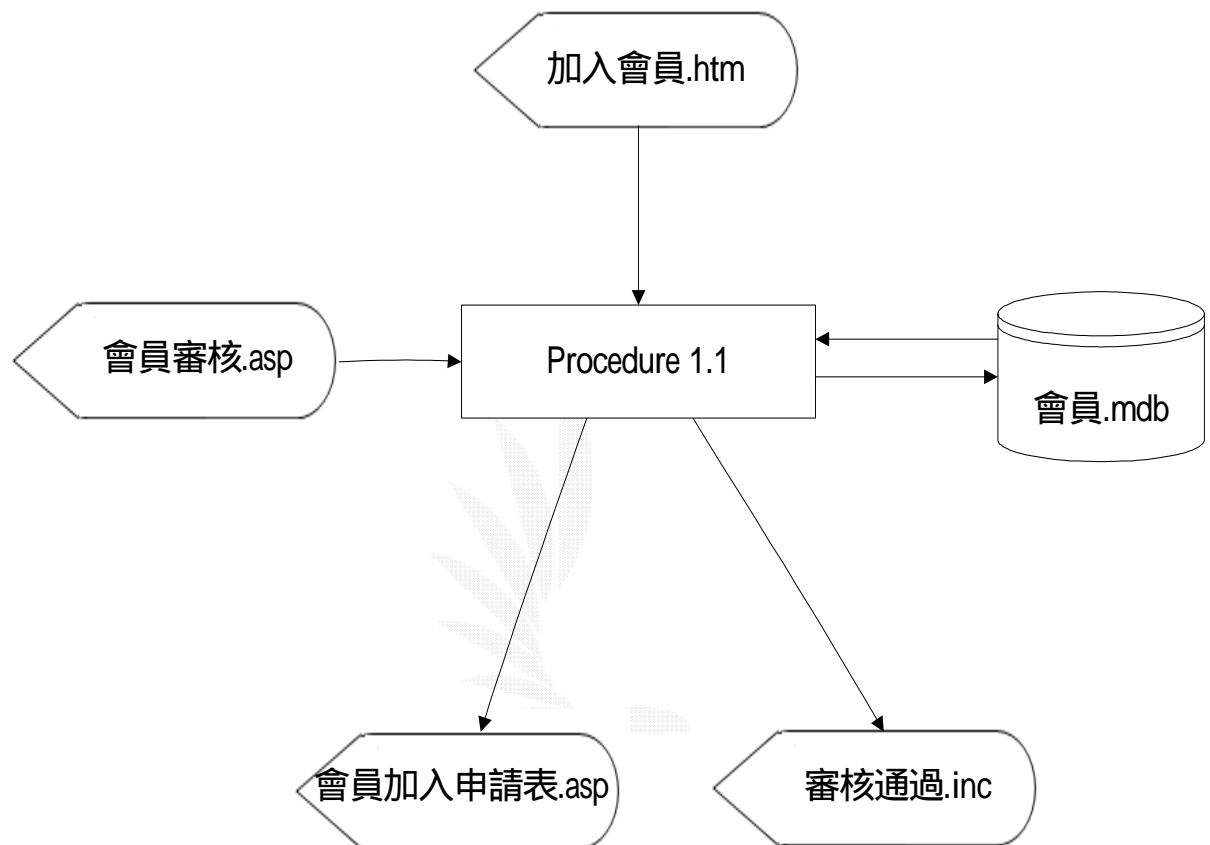 加入會員.htm
會員審核.asp
Procedure 1.1
會員.mdb
會員加入申請表.asp
審核通過.inc